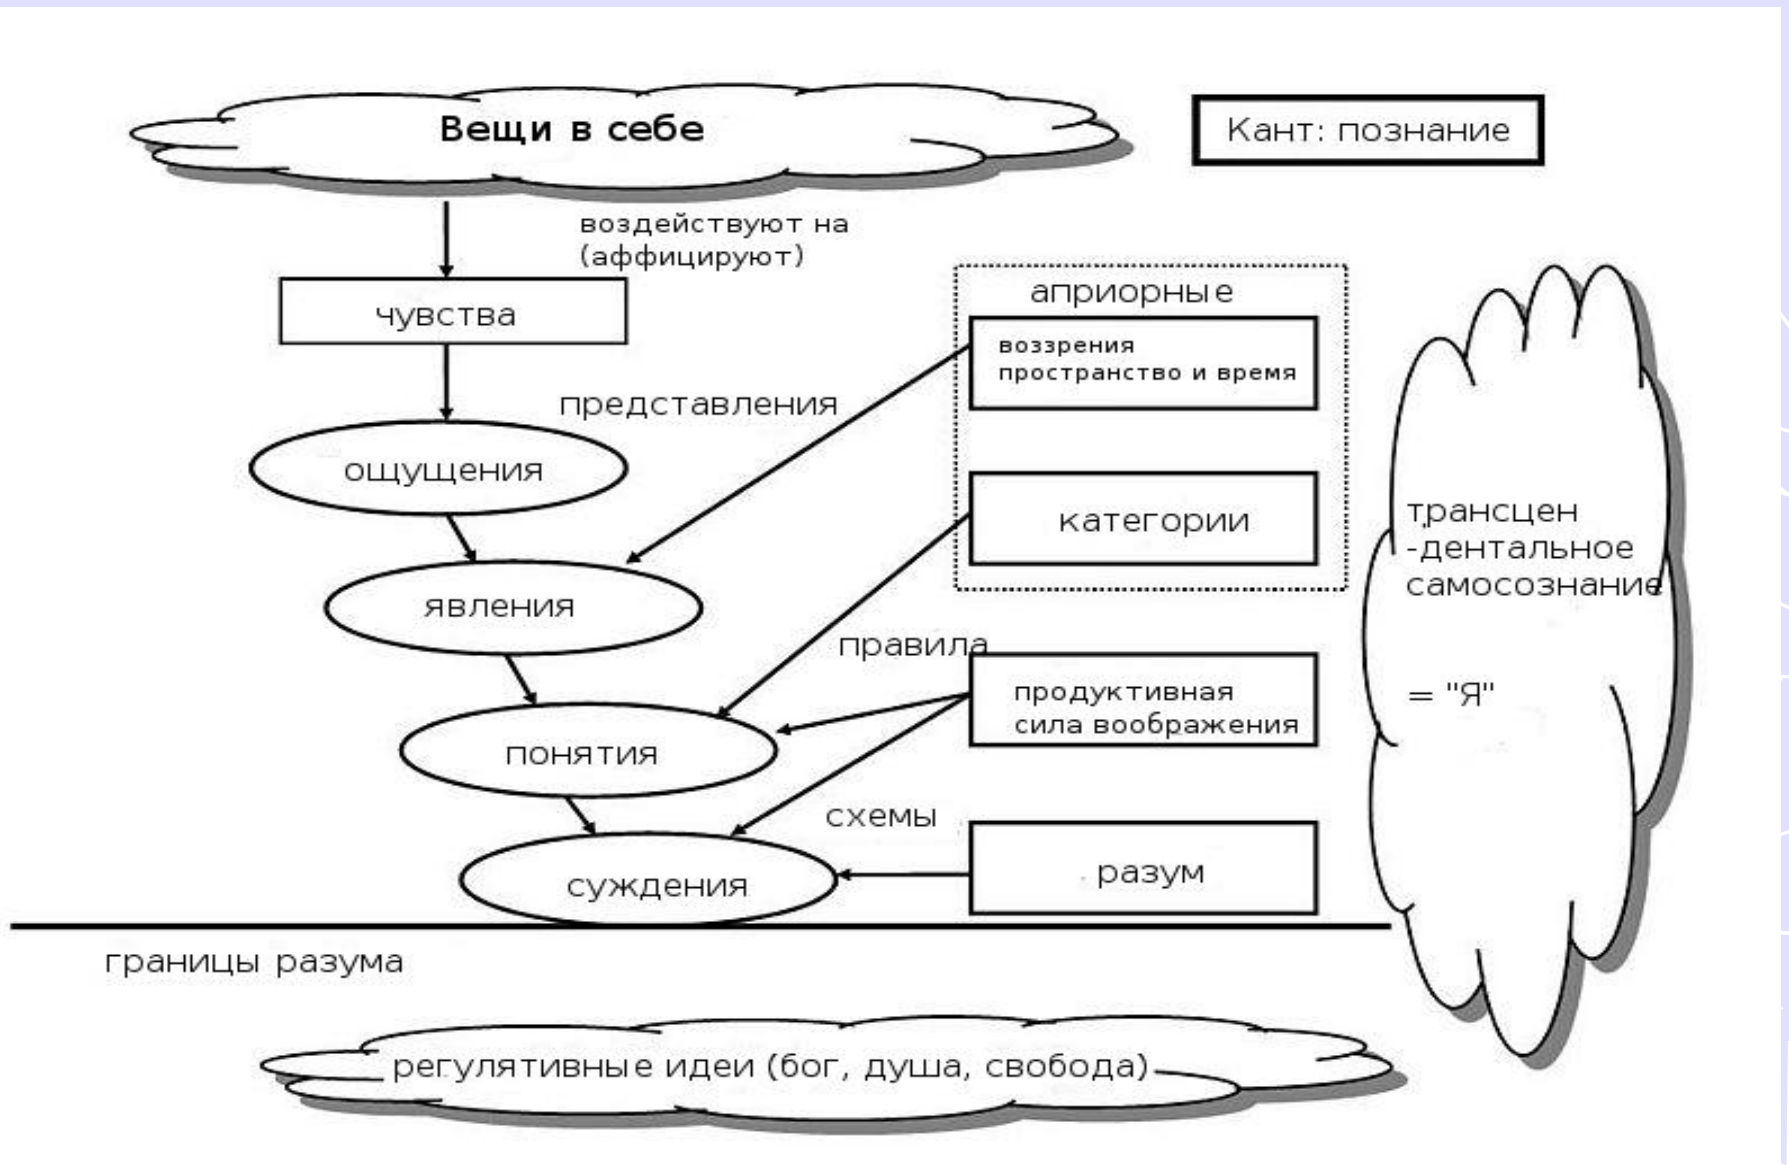 Вещи в себе
Кант: познание
воздействуют на
(аффицируют)
чувства
априорные
воззрения
пространство и время
представления
ощущения
категории
трансцен
-дентальное
самосознание
явления
правила
продуктивная
сила воображения
= "Я"
понятия
схемы
разум
суждения
границы разума
регулятивные идеи (бог, душа, свобода)